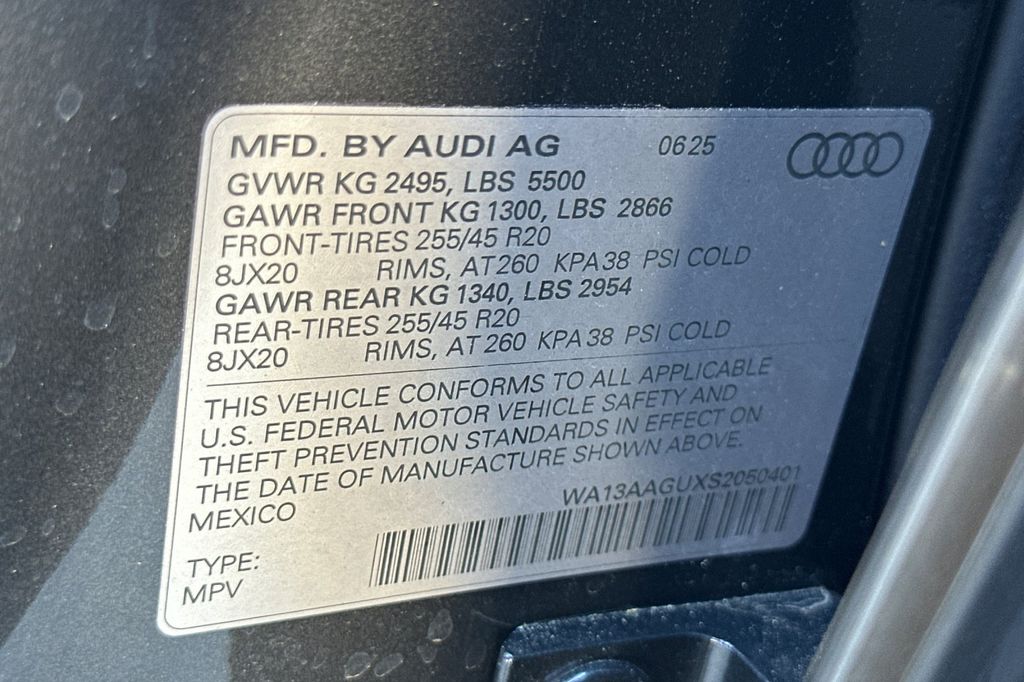 MFD. BY AUDI AG 0625
GVWR KG 2495, LBS 5500
GAWR FRONT KG 1300, LBS 2866
FRONT-TIRES 255/45 R20
8JX20 RIMS, AT 260 KPA 38 PSI COLD
GAWR REAR KG 1340, LBS 2954
REAR-TIRES 255/45 R20
8JX20 RIMS, AT 260 KPA 38 PSI COLD
THIS VEHICLE CONFORMS TO ALL APPLICABLE
U.S. FEDERAL MOTOR VEHICLE SAFETY AND
THEFT PREVENTION STANDARDS IN EFFECT ON
THE DATE OF MANUFACTURE SHOWN ABOVE.
MEXICO WA13AAGUXS2050401
TYPE:
MPV